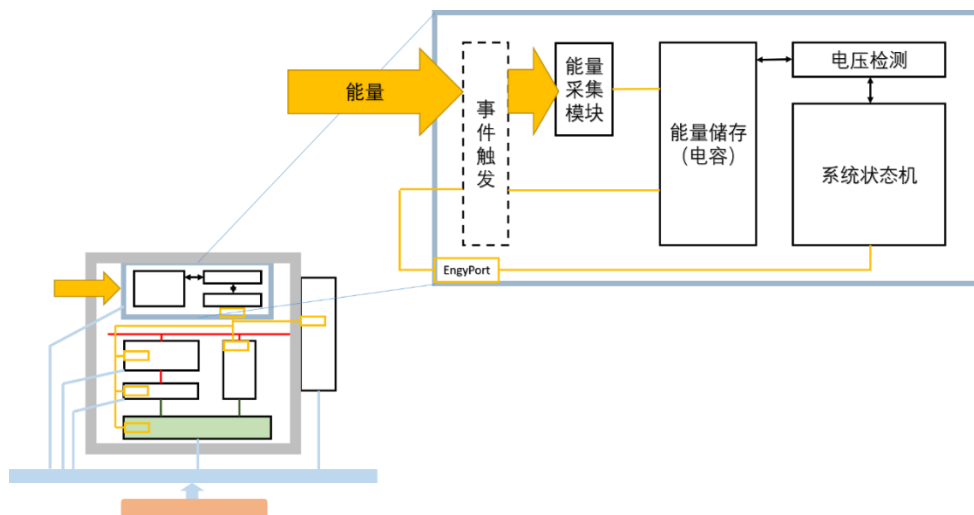 能量
事
件
触
发
能量
采集
模块
能量储存
(电容)
电压检测
系统状态机
EngyPort